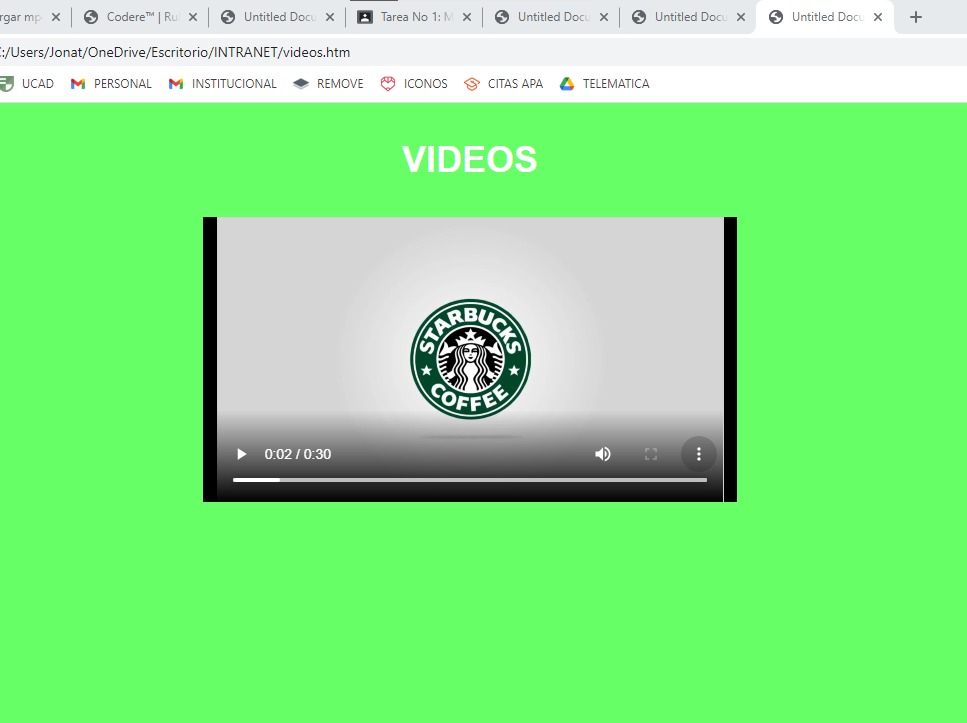 rgar mp
Codere™ | Ru
Untitled Docu
Tarea No 1: M
Untitled Docu
Untitled Docu
Untitled Docu
:/Users/Jonat/OneDrive/Escritorio/INTRANET/videos.htm
UCAD
PERSONAL
INSTITUCIONAL
REMOVE
ICONOS
CITAS APA
TELEMATICA
VIDEOS
STARBUCKS
COFFEE
0:02 / 0:30